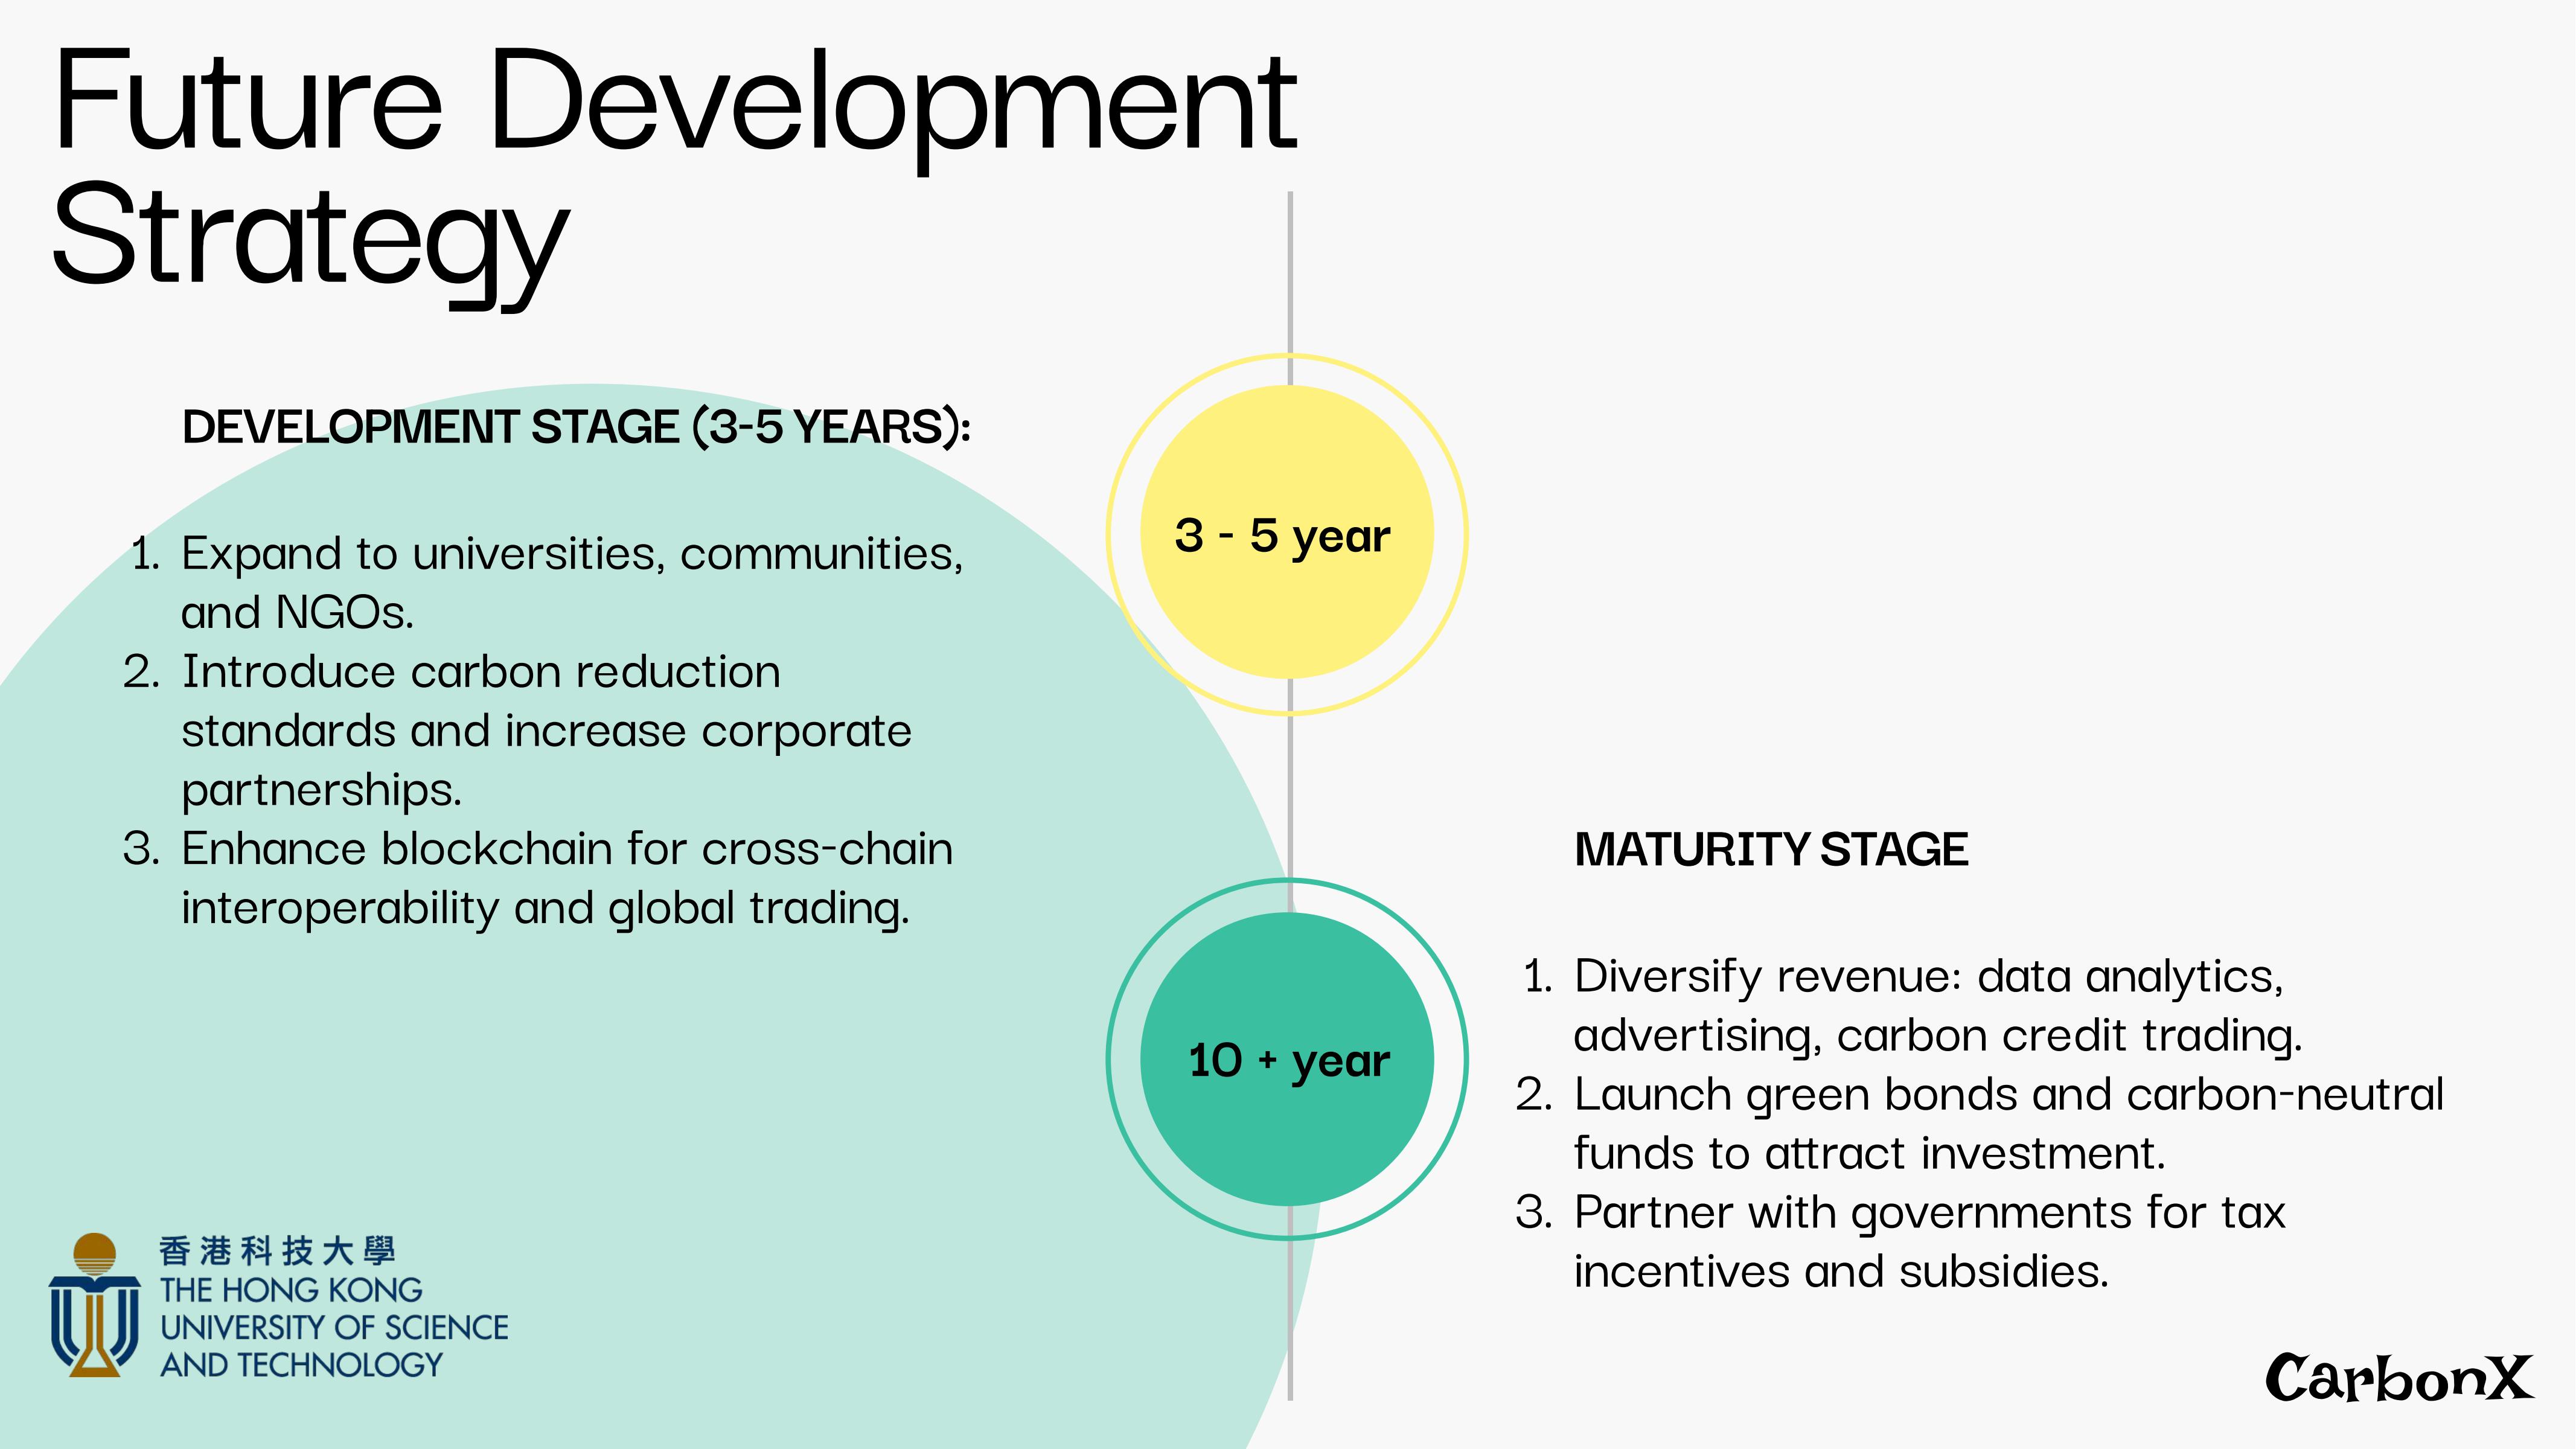 Future Development
Strategy
DEVELOPMENT STAGE (3-5 YEARS):
1. Expand to universities, communities,
and NGOs.
2. Introduce carbon reduction
standards and increase corporate
partnerships.
3. Enhance blockchain for cross-chain
interoperability and global trading.
3 - 5 year
10 + year
MATURITY STAGE
1. Diversify revenue: data analytics,
advertising, carbon credit trading.
2. Launch green bonds and carbon-neutral
funds to attract investment.
3. Partner with governments for tax
incentives and subsidies.
香港科技大學
THE HONG KONG
UNIVERSITY OF SCIENCE
AND TECHNOLOGY
CarbonX